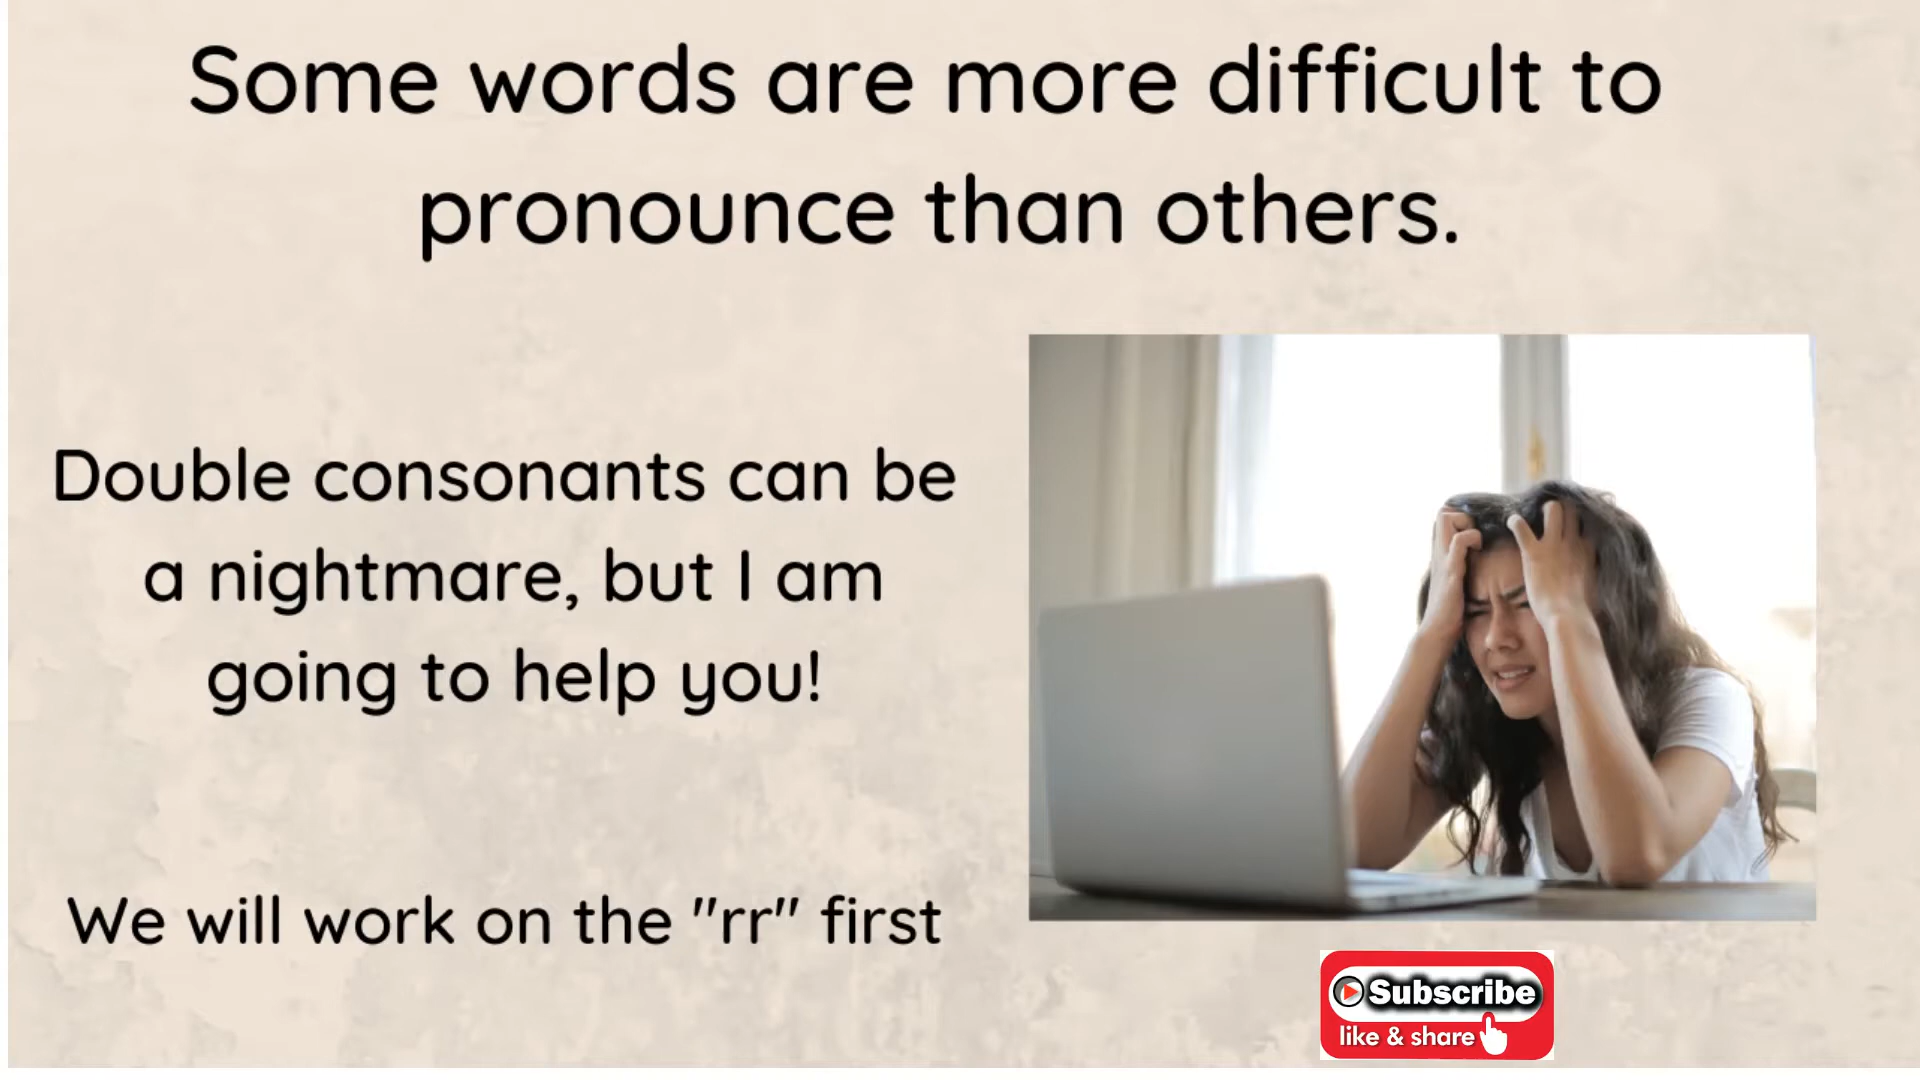 Some words are more difficult to
pronounce than others.
Double consonants can be
a nightmare, but I am
going to help you!
We will work on the "rr" first
Subscribe
like & share